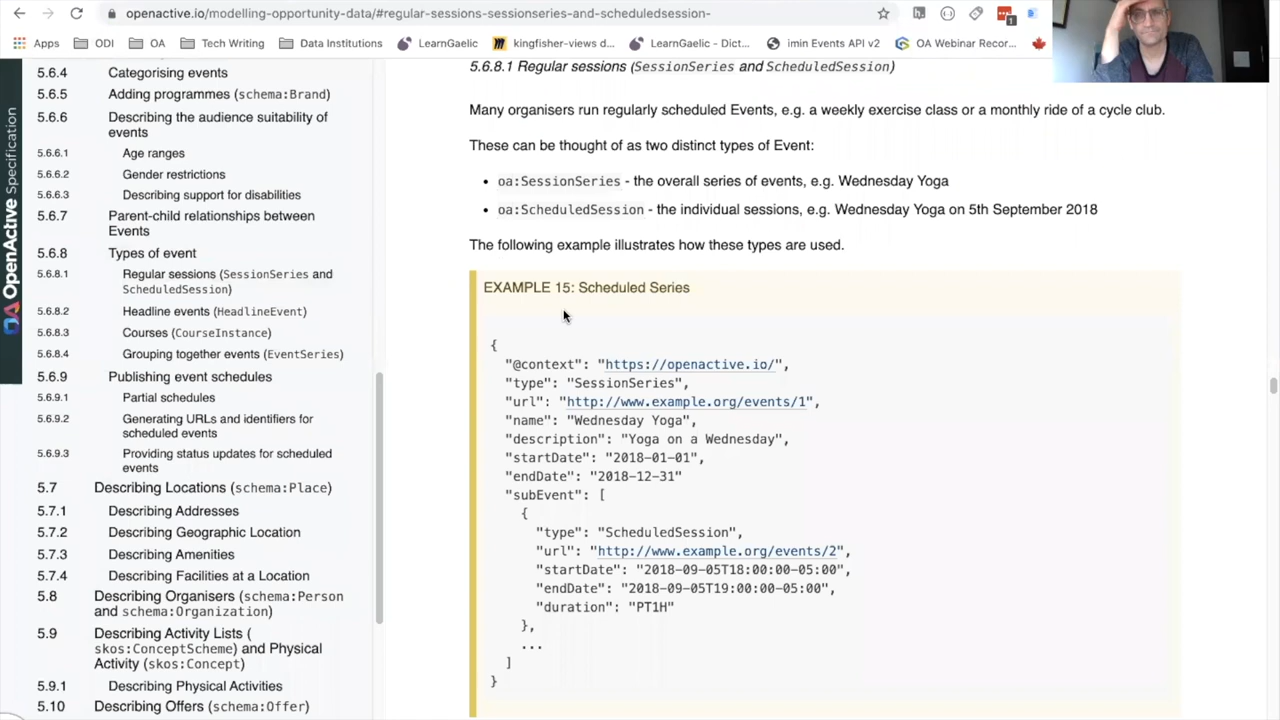 openactive.io/modelling-opportunity-data/#regular-sessions-sessionseries-and-scheduledsession-
1
Apps ODI OA Tech Writing Data Institutions LearnGaelic kingfisher-views d... LearnGaelic - Dict... imin Events API v2 OA Webinar Recor...
OpenActive Specification
5.6.4 Categorising events
5.6.5 Adding programmes (schema:Brand)
5.6.6 Describing the audience suitability of
events
5.6.6.1 Age ranges
5.6.6.2 Gender restrictions
5.6.6.3 Describing support for disabilities
5.6.7 Parent-child relationships between
Events
5.6.8 Types of event
5.6.8.1 Regular sessions (SessionSeries and
ScheduledSession)
5.6.8.2 Headline events (HeadlineEvent)
5.6.8.3 Courses (CourseInstance)
5.6.8.4 Grouping together events (EventSeries)
5.6.9 Publishing event schedules
5.6.9.1 Partial schedules
5.6.9.2 Generating URLs and identifiers for
scheduled events
5.6.9.3 Providing status updates for scheduled
events
5.7 Describing Locations (schema:Place)
5.7.1 Describing Addresses
5.7.2 Describing Geographic Location
5.7.3 Describing Amenities
5.7.4 Describing Facilities at a Location
5.8 Describing Organisers (schema:Person
and schema:Organization)
5.9 Describing Activity Lists (
skos:ConceptScheme) and Physical
Activity (skos:Concept)
5.9.1 Describing Physical Activities
5.10 Describing Offers (schema:Offer)
5.6.8.1 Regular sessions (SessionSeries and ScheduledSession)
Many organisers run regularly scheduled Events, e.g. a weekly exercise class or a monthly ride of a cycle club.
These can be thought of as two distinct types of Event:
• oa:SessionSeries - the overall series of events, e.g. Wednesday Yoga
• oa:ScheduledSession - the individual sessions, e.g. Wednesday Yoga on 5th September 2018
The following example illustrates how these types are used.
EXAMPLE 15: Scheduled Series
{
"@context": "https://openactive.io/",
"type": "SessionSeries",
"url": "http://www.example.org/events/1",
"name": "Wednesday Yoga",
"description": "Yoga on a Wednesday",
"startDate": "2018-01-01",
"endDate": "2018-12-31"
"subEvent": [
{
"type": "ScheduledSession",
"url": "http://www.example.org/events/2",
"startDate": "2018-09-05T18:00:00-05:00",
"endDate": "2018-09-05T19:00:00-05:00",
"duration": "PT1H"
},
...
]
}